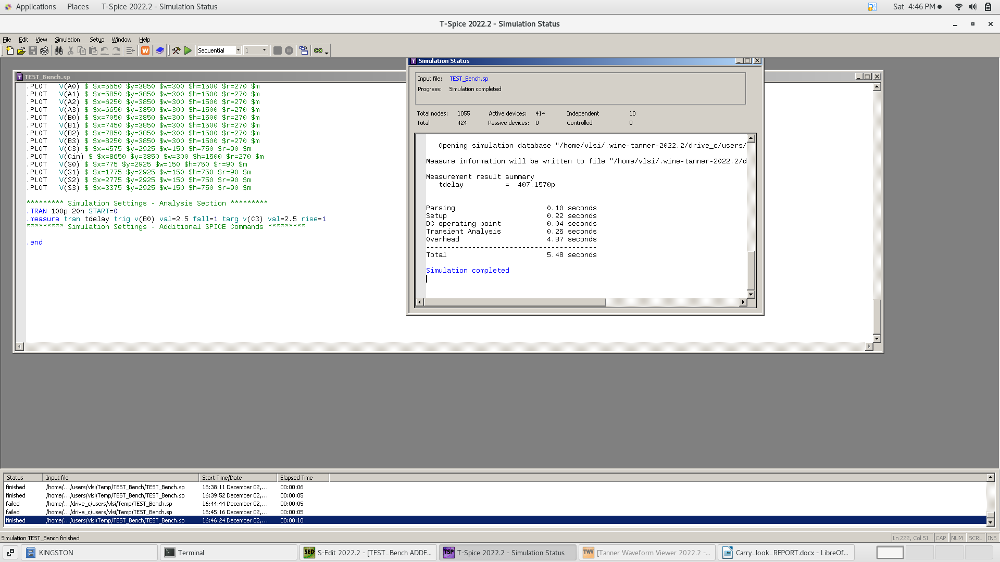 Applications Places T-Spice 2022.2 - Simulation Status Sat 4:46 PM
T-Spice 2022.2 - Simulation Status
File Edit View Simulation Setup Window Help
Sequential 1
TEST_Bench.sp
.PLOT V(A0) $ $x=5550 $y=3850 $w=300 $h=1500 $r=270 $m
.PLOT V(A1) $ $x=5850 $y=3850 $w=300 $h=1500 $r=270 $m
.PLOT V(A2) $ $x=6250 $y=3850 $w=300 $h=1500 $r=270 $m
.PLOT V(A3) $ $x=6650 $y=3850 $w=300 $h=1500 $r=270 $m
.PLOT V(B0) $ $x=7050 $y=3850 $w=300 $h=1500 $r=270 $m
.PLOT V(B1) $ $x=7450 $y=3850 $w=300 $h=1500 $r=270 $m
.PLOT V(B2) $ $x=7850 $y=3850 $w=300 $h=1500 $r=270 $m
.PLOT V(B3) $ $x=8250 $y=3850 $w=300 $h=1500 $r=270 $m
.PLOT V(C3) $ $x=4575 $y=2925 $w=150 $h=750 $r=90 $m
.PLOT V(Cin) $ $x=8650 $y=3850 $w=300 $h=1500 $r=270 $m
.PLOT V(S0) $ $x=775 $y=2925 $w=150 $h=750 $r=90 $m
.PLOT V(S1) $ $x=1775 $y=2925 $w=150 $h=750 $r=90 $m
.PLOT V(S2) $ $x=2775 $y=2925 $w=150 $h=750 $r=90 $m
.PLOT V(S3) $ $x=3375 $y=2925 $w=150 $h=750 $r=90 $m
********* Simulation Settings - Analysis Section *********
.TRAN 100p 20n START=0
.measure tran tdelay trig v(B0) val=2.5 fall=1 targ v(C3) val=2.5 rise=1
********* Simulation Settings - Additional SPICE Commands *********
.end
Simulation Status
Input file: TEST_Bench.sp
Progress: Simulation completed
Total nodes: 1055 Active devices: 414 Independent 10
Total 424 Passive devices: 0 Controlled 0
Opening simulation database "/home/vlsi/.wine-tanner-2022.2/drive_c/users/
Measure information will be written to file "/home/vlsi/.wine-tanner-2022.2/d
Measurement result summary
tdelay = 407.1570p
Parsing 0.10 seconds
Setup 0.22 seconds
DC operating point 0.04 seconds
Transient Analysis 0.25 seconds
Overhead 4.87 seconds
-----------------------------------------
Total 5.48 seconds
Simulation completed
Status Input file Start Time/Date Elapsed Time
finished /home/.../users/vlsi/Temp/TEST_Bench/TEST_Bench.sp 16:38:11 December 02,... 00:00:06
finished /home/.../users/vlsi/Temp/TEST_Bench/TEST_Bench.sp 16:39:52 December 02,... 00:00:05
failed /home/.../drive_c/users/vlsi/Temp/TEST_Bench.sp 16:44:44 December 02,... 00:00:05
failed /home/.../drive_c/users/vlsi/Temp/TEST_Bench.sp 16:45:16 December 02,... 00:00:05
finished /home/.../users/vlsi/Temp/TEST_Bench/TEST_Bench.sp 16:46:24 December 02,... 00:00:10
Simulation TEST_Bench finished Ln 222, Col 51 CAP NUM SCRL INS
KINGSTON Terminal SED S-Edit 2022.2 - [TEST_Bench ADDE... TSP T-Spice 2022.2 - Simulation Status TWV [Tanner Waveform Viewer 2022.2 -... Carry_look_REPORT.docx - LibreOf...